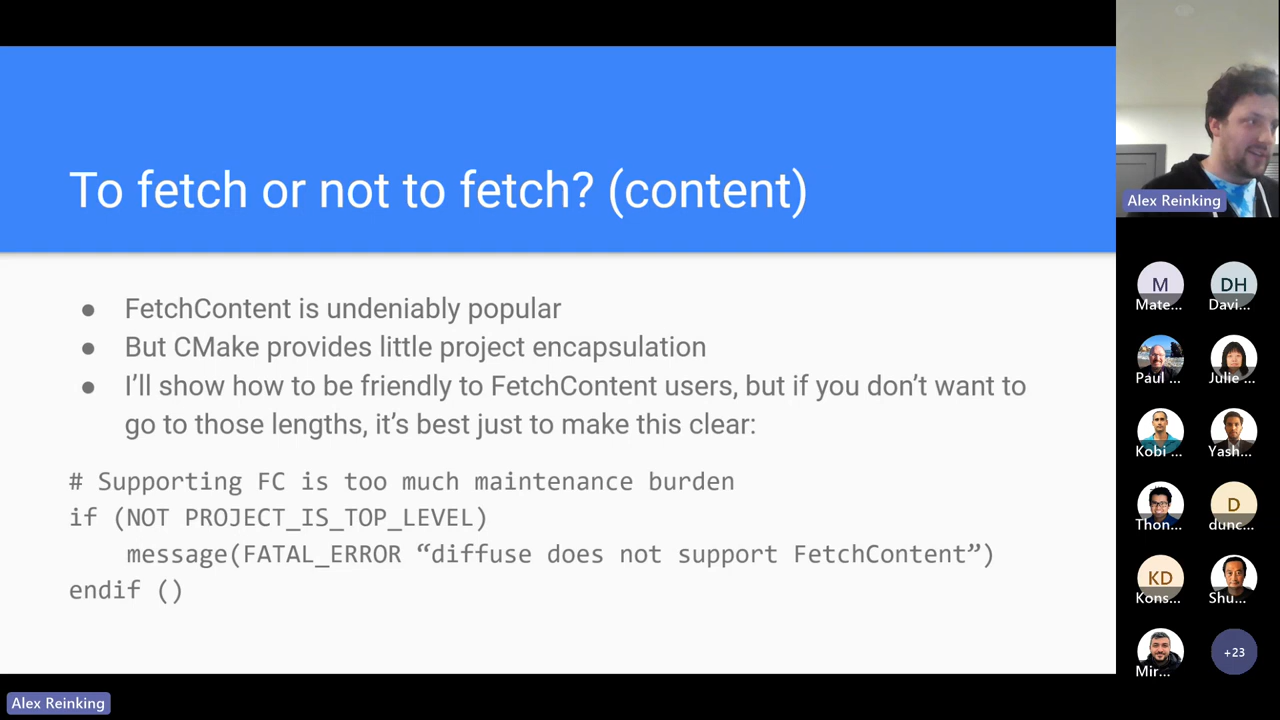 To fetch or not to fetch? (content)
● FetchContent is undeniably popular
● But CMake provides little project encapsulation
● I’ll show how to be friendly to FetchContent users, but if you don’t want to
go to those lengths, it’s best just to make this clear:
# Supporting FC is too much maintenance burden
if (NOT PROJECT_IS_TOP_LEVEL)
message(FATAL_ERROR “diffuse does not support FetchContent”)
endif ()
Alex Reinking
Alex Reinking
M
DH
Mate...
Davi...
Paul ...
Julie ...
Kobi ...
Yash...
D
Thon...
dunc...
KD
Kons...
Shu...
+23
Mir...